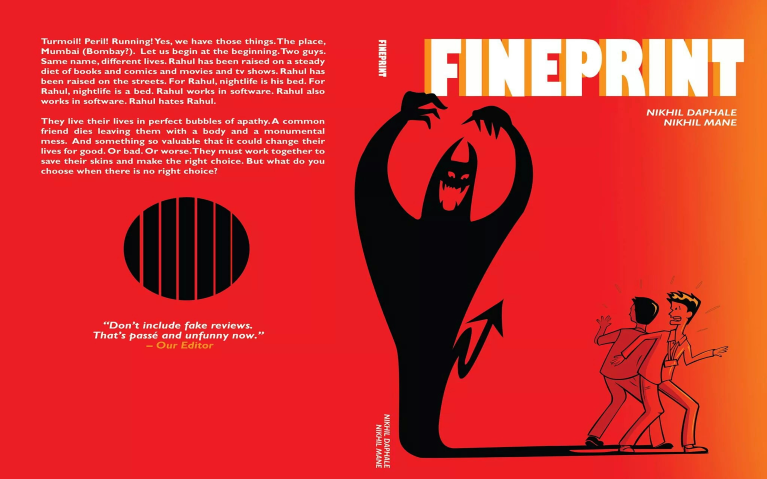 Turmoil! Peril! Running! Yes, we have those things. The place,
Mumbai (Bombay?). Let us begin at the beginning. Two guys.
Same name, different lives. Rahul has been raised on a steady
diet of books and comics and movies and tv shows. Rahul has
been raised on the streets. For Rahul, nightlife is his bed. For
Rahul, nightlife is a bed. Rahul works in software. Rahul also
works in software. Rahul hates Rahul.
They live their lives in perfect bubbles of apathy. A common
friend dies leaving them with a body and a monumental
mess. And something so valuable that it could change their
lives for good. Or bad. Or worse. They must work together to
save their skins and make the right choice. But what do you
choose when there is no right choice?
“Don’t include fake reviews.
That’s passé and unfunny now.”
– Our Editor
FINEPRINT
NIKHIL DAPHALE
NIKHIL MANE
FINEPRINT
NIKHIL DAPHALE
NIKHIL MANE